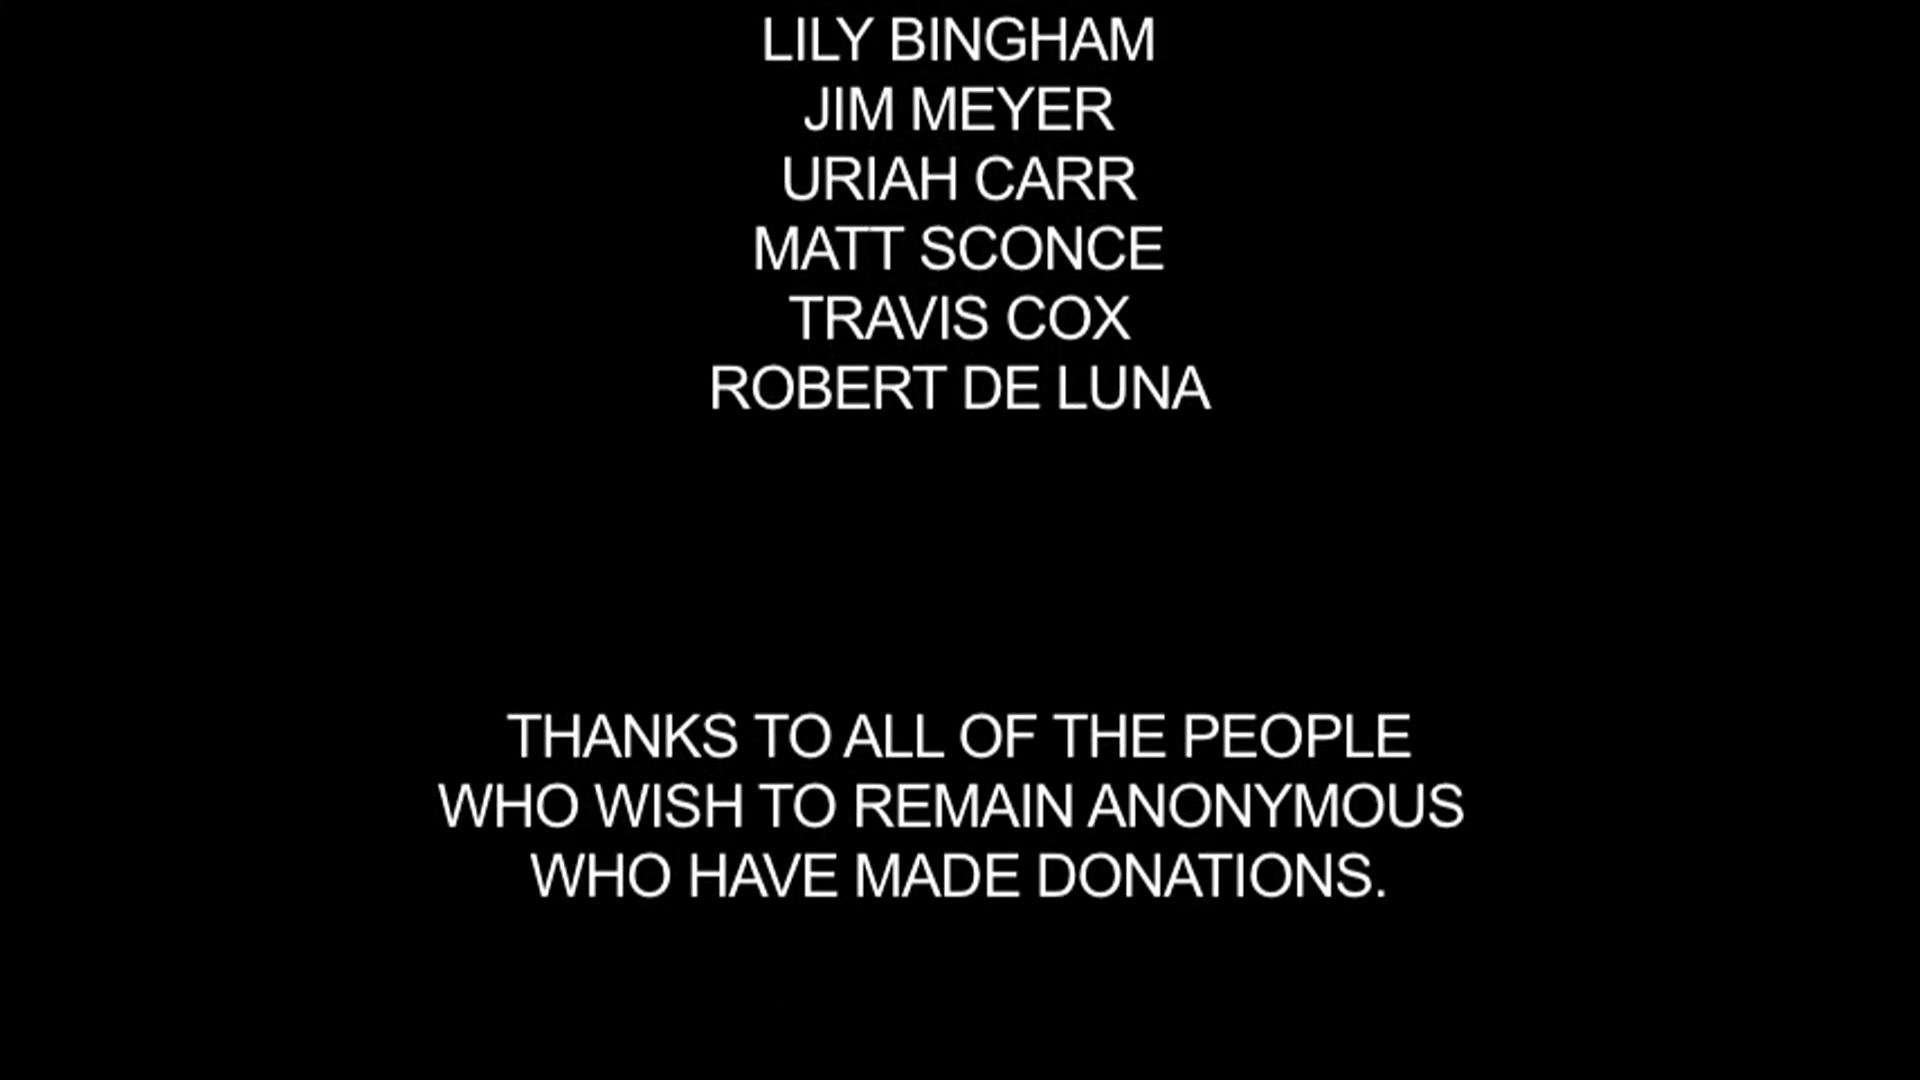 LILY BINGHAM
JIM MEYER
URIAH CARR
MATT SCONCE
TRAVIS COX
ROBERT DE LUNA
THANKS TO ALL OF THE PEOPLE
WHO WISH TO REMAIN ANONYMOUS
WHO HAVE MADE DONATIONS.